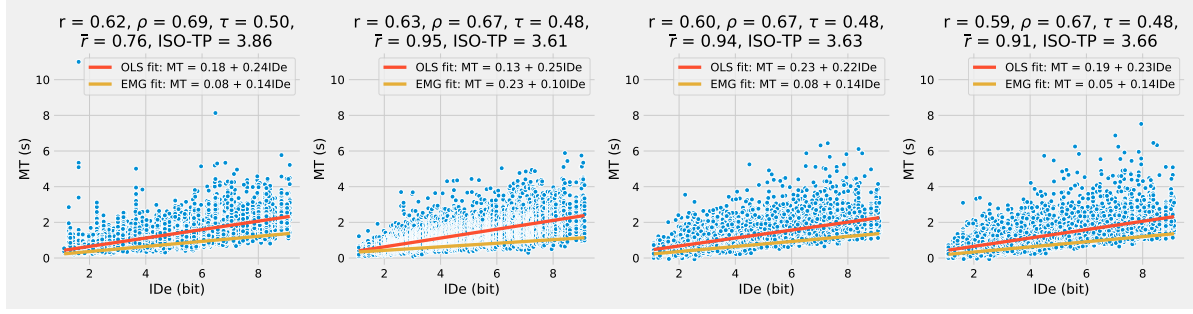 r = 0.62, ρ = 0.69, τ = 0.50,
r̅ = 0.76, ISO-TP = 3.86
OLS fit: MT = 0.18 + 0.24IDe
EMG fit: MT = 0.08 + 0.14IDe
MT (s)
10
8
6
4
2
0
2 4 6 8
IDe (bit)
r = 0.63, ρ = 0.67, τ = 0.48,
r̅ = 0.95, ISO-TP = 3.61
OLS fit: MT = 0.13 + 0.25IDe
EMG fit: MT = 0.23 + 0.10IDe
MT (s)
10
8
6
4
2
0
2 4 6 8
IDe (bit)
r = 0.60, ρ = 0.67, τ = 0.48,
r̅ = 0.94, ISO-TP = 3.63
OLS fit: MT = 0.23 + 0.22IDe
EMG fit: MT = 0.08 + 0.14IDe
MT (s)
10
8
6
4
2
0
2 4 6 8
IDe (bit)
r = 0.59, ρ = 0.67, τ = 0.48,
r̅ = 0.91, ISO-TP = 3.66
OLS fit: MT = 0.19 + 0.23IDe
EMG fit: MT = 0.05 + 0.14IDe
MT (s)
10
8
6
4
2
0
2 4 6 8
IDe (bit)